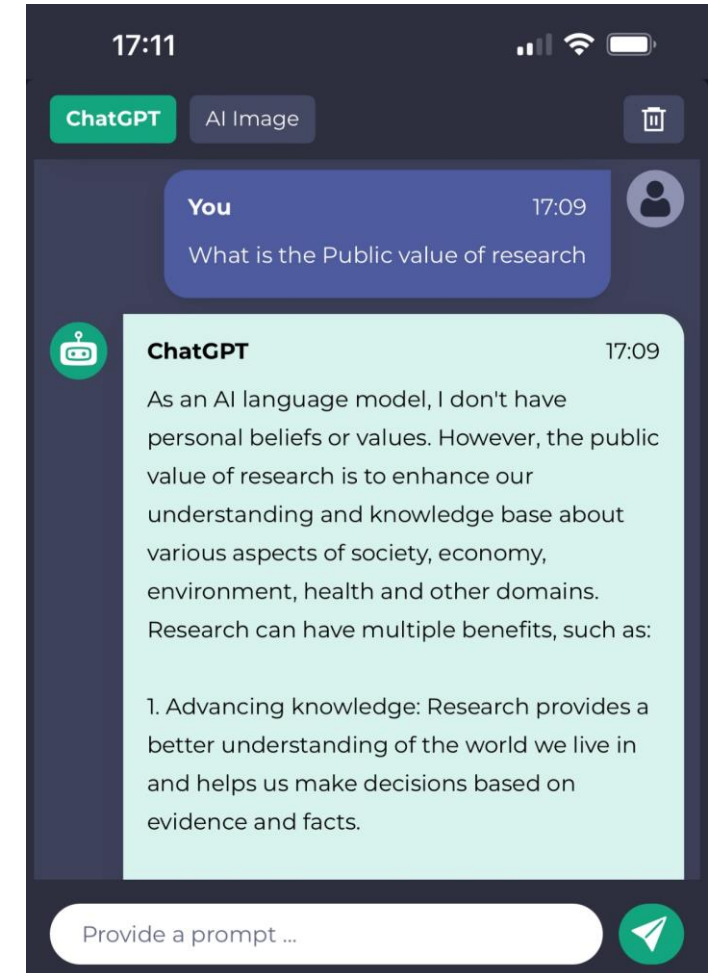 17:11
ChatGPT AI Image
You 17:09
What is the Public value of research
ChatGPT 17:09
As an AI language model, I don't have
personal beliefs or values. However, the public
value of research is to enhance our
understanding and knowledge base about
various aspects of society, economy,
environment, health and other domains.
Research can have multiple benefits, such as:
1. Advancing knowledge: Research provides a
better understanding of the world we live in
and helps us make decisions based on
evidence and facts.
Provide a prompt ...